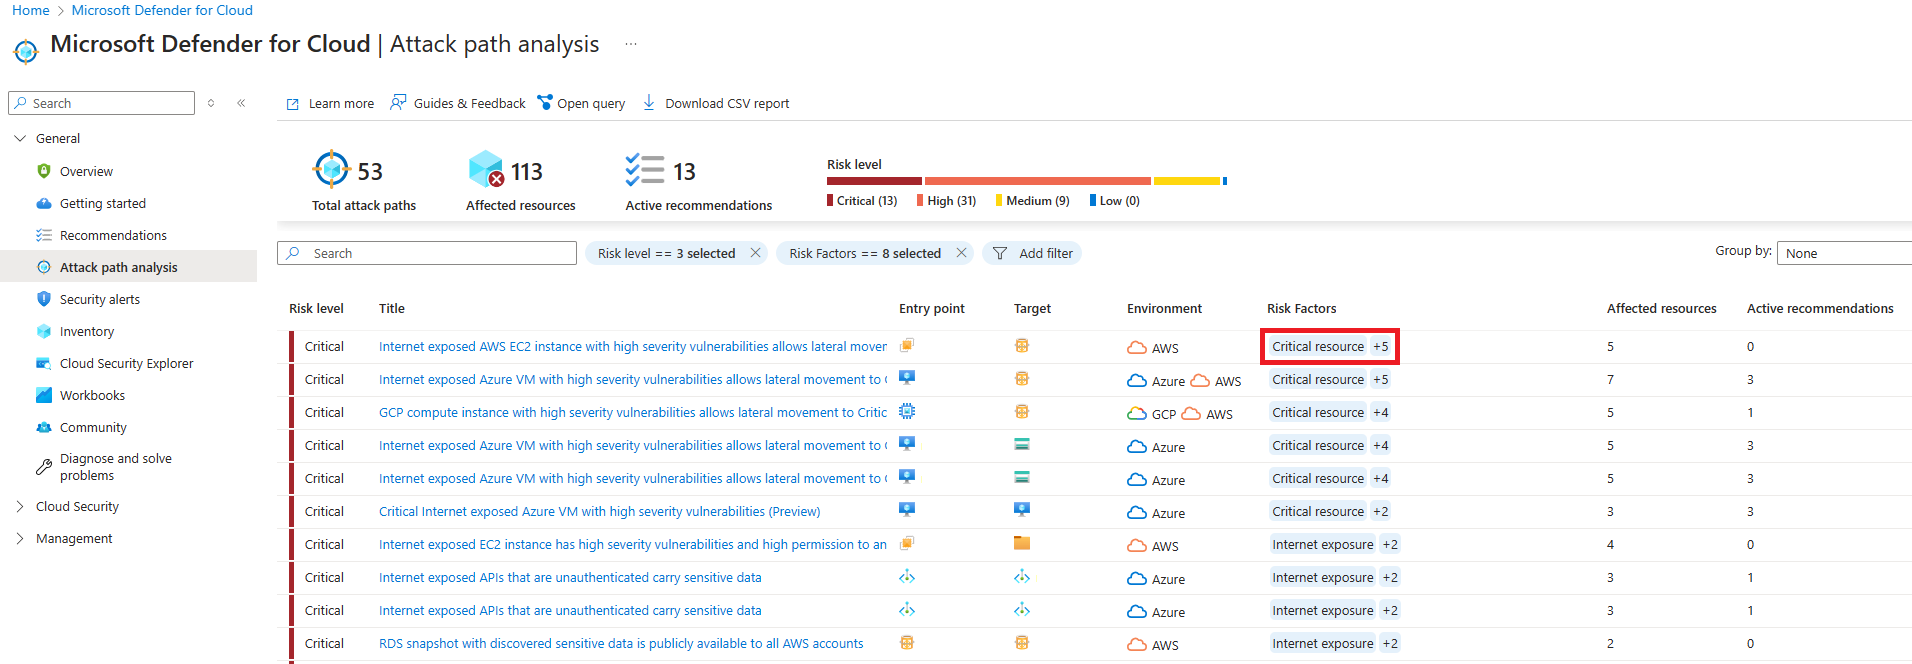 Home > Microsoft Defender for Cloud
Microsoft Defender for Cloud | Attack path analysis ...
Search
Learn more Guides & Feedback Open query Download CSV report
General
Overview
Getting started
Recommendations
Attack path analysis
Security alerts
Inventory
Cloud Security Explorer
Workbooks
Community
Diagnose and solve
problems
Cloud Security
Management
53
Total attack paths
113
Affected resources
13
Active recommendations
Risk level
Critical (13) High (31) Medium (9) Low (0)
Search
Risk level == 3 selected
Risk Factors == 8 selected
Add filter
Group by: None
Risk level Title Entry point Target Environment Risk Factors Affected resources Active recommendations
Critical Internet exposed AWS EC2 instance with high severity vulnerabilities allows lateral mover AWS Critical resource +5 5 0
Critical Internet exposed Azure VM with high severity vulnerabilities allows lateral movement to Azure AWS Critical resource +5 7 3
Critical GCP compute instance with high severity vulnerabilities allows lateral movement to Critic GCP AWS Critical resource +4 5 1
Critical Internet exposed Azure VM with high severity vulnerabilities allows lateral movement to Azure Critical resource +4 5 3
Critical Internet exposed Azure VM with high severity vulnerabilities allows lateral movement to Azure Critical resource +4 5 3
Critical Critical Internet exposed Azure VM with high severity vulnerabilities (Preview) Azure Critical resource +2 3 3
Critical Internet exposed EC2 instance has high severity vulnerabilities and high permission to an AWS Internet exposure +2 4 0
Critical Internet exposed APIs that are unauthenticated carry sensitive data Azure Internet exposure +2 3 1
Critical Internet exposed APIs that are unauthenticated carry sensitive data Azure Internet exposure +2 3 1
Critical RDS snapshot with discovered sensitive data is publicly available to all AWS accounts AWS Internet exposure +2 2 0